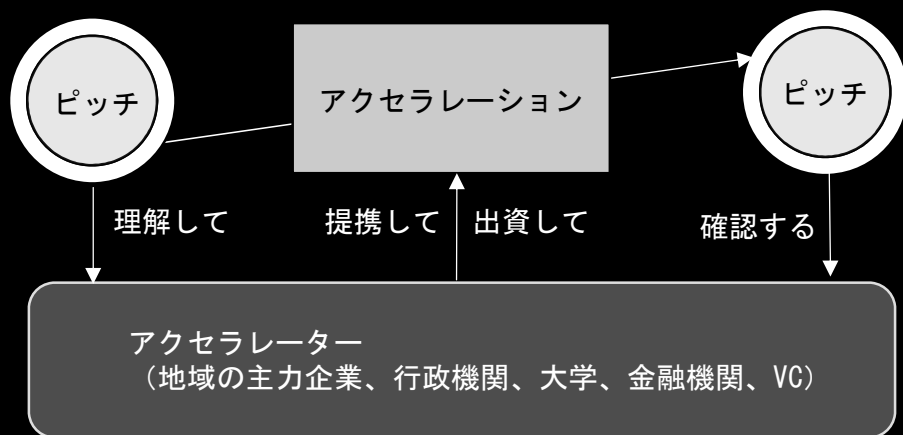 ピッチ
アクセラレーション
ピッチ
理解して
提携して
出資して
確認する
アクセラレーター
(地域の主力企業、行政機関、大学、金融機関、VC)